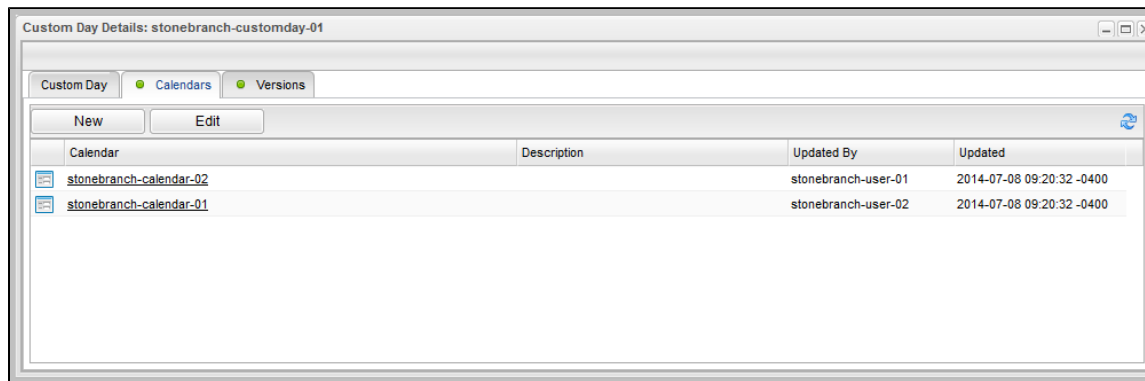 Custom Day Details: stonebranch-customday-01
Custom Day Calendars Versions
New Edit
Calendar Description Updated By Updated
stonebranch-calendar-02 stonebranch-user-01 2014-07-08 09:20:32 -0400
stonebranch-calendar-01 stonebranch-user-02 2014-07-08 09:20:32 -0400